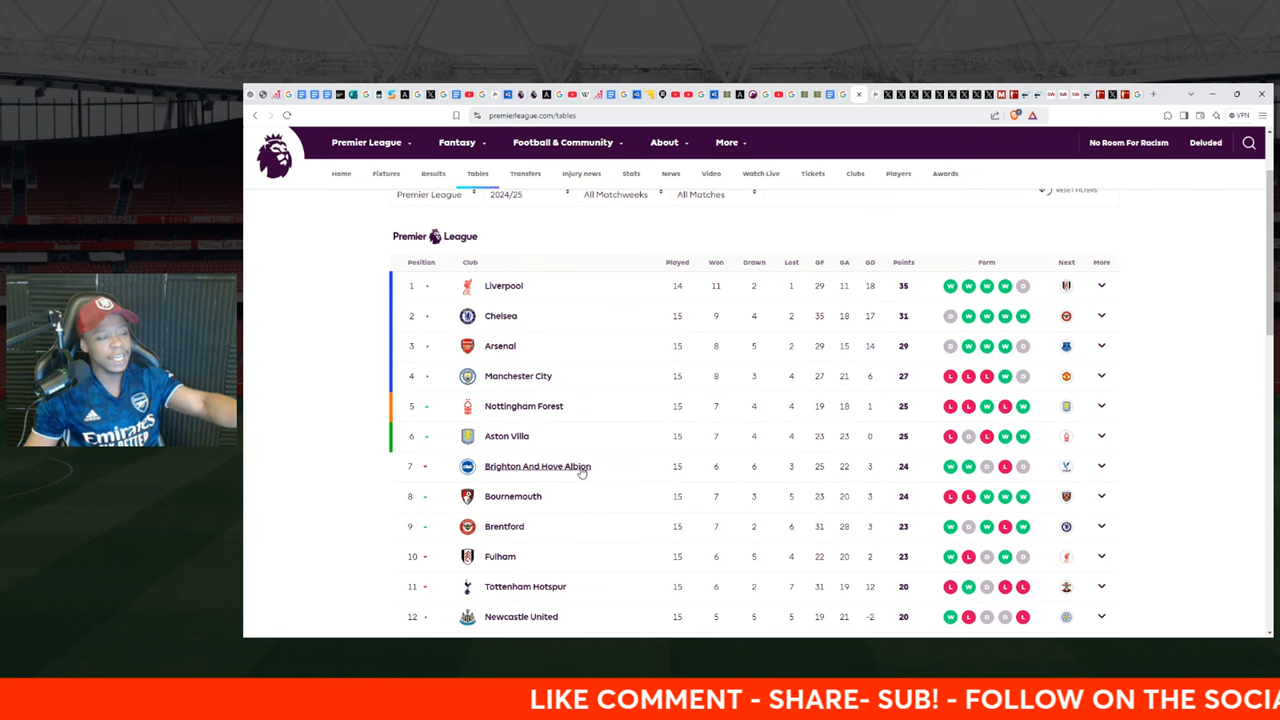 premierleague.com/tables
VPN
Premier League Fantasy Football & Community About More No Room For Racism Deluded
Home Fixtures Results Tables Transfers Injury news Stats News Video Watch Live Tickets Clubs Players Awards
Premier League 2024/25 All Matchweeks All Matches RESET FILTERS
Premier League
Position Club Played Won Drawn Lost GF GA GD Points Form Next More
1 Liverpool 14 11 2 1 29 11 18 35 W W W W D
2 Chelsea 15 9 4 2 35 18 17 31 D W W W W
3 Arsenal 15 8 5 2 29 15 14 29 D W W W D
4 Manchester City 15 8 3 4 27 21 6 27 L L L W D
5 Nottingham Forest 15 7 4 4 19 18 1 25 L L W L W
6 Aston Villa 15 7 4 4 23 23 0 25 L D L W W
7 Brighton And Hove Albion 15 6 6 3 25 22 3 24 W W D L D
8 Bournemouth 15 7 3 5 23 20 3 24 L L W W W
9 Brentford 15 7 2 6 31 28 3 23 W D W L W
10 Fulham 15 6 5 4 22 20 2 23 W L D W D
11 Tottenham Hotspur 15 6 2 7 31 19 12 20 L W D L L
12 Newcastle United 15 5 5 5 19 21 -2 20 W L D D L
Emirates
LIKE COMMENT - SHARE- SUB! - FOLLOW ON THE SOCIA